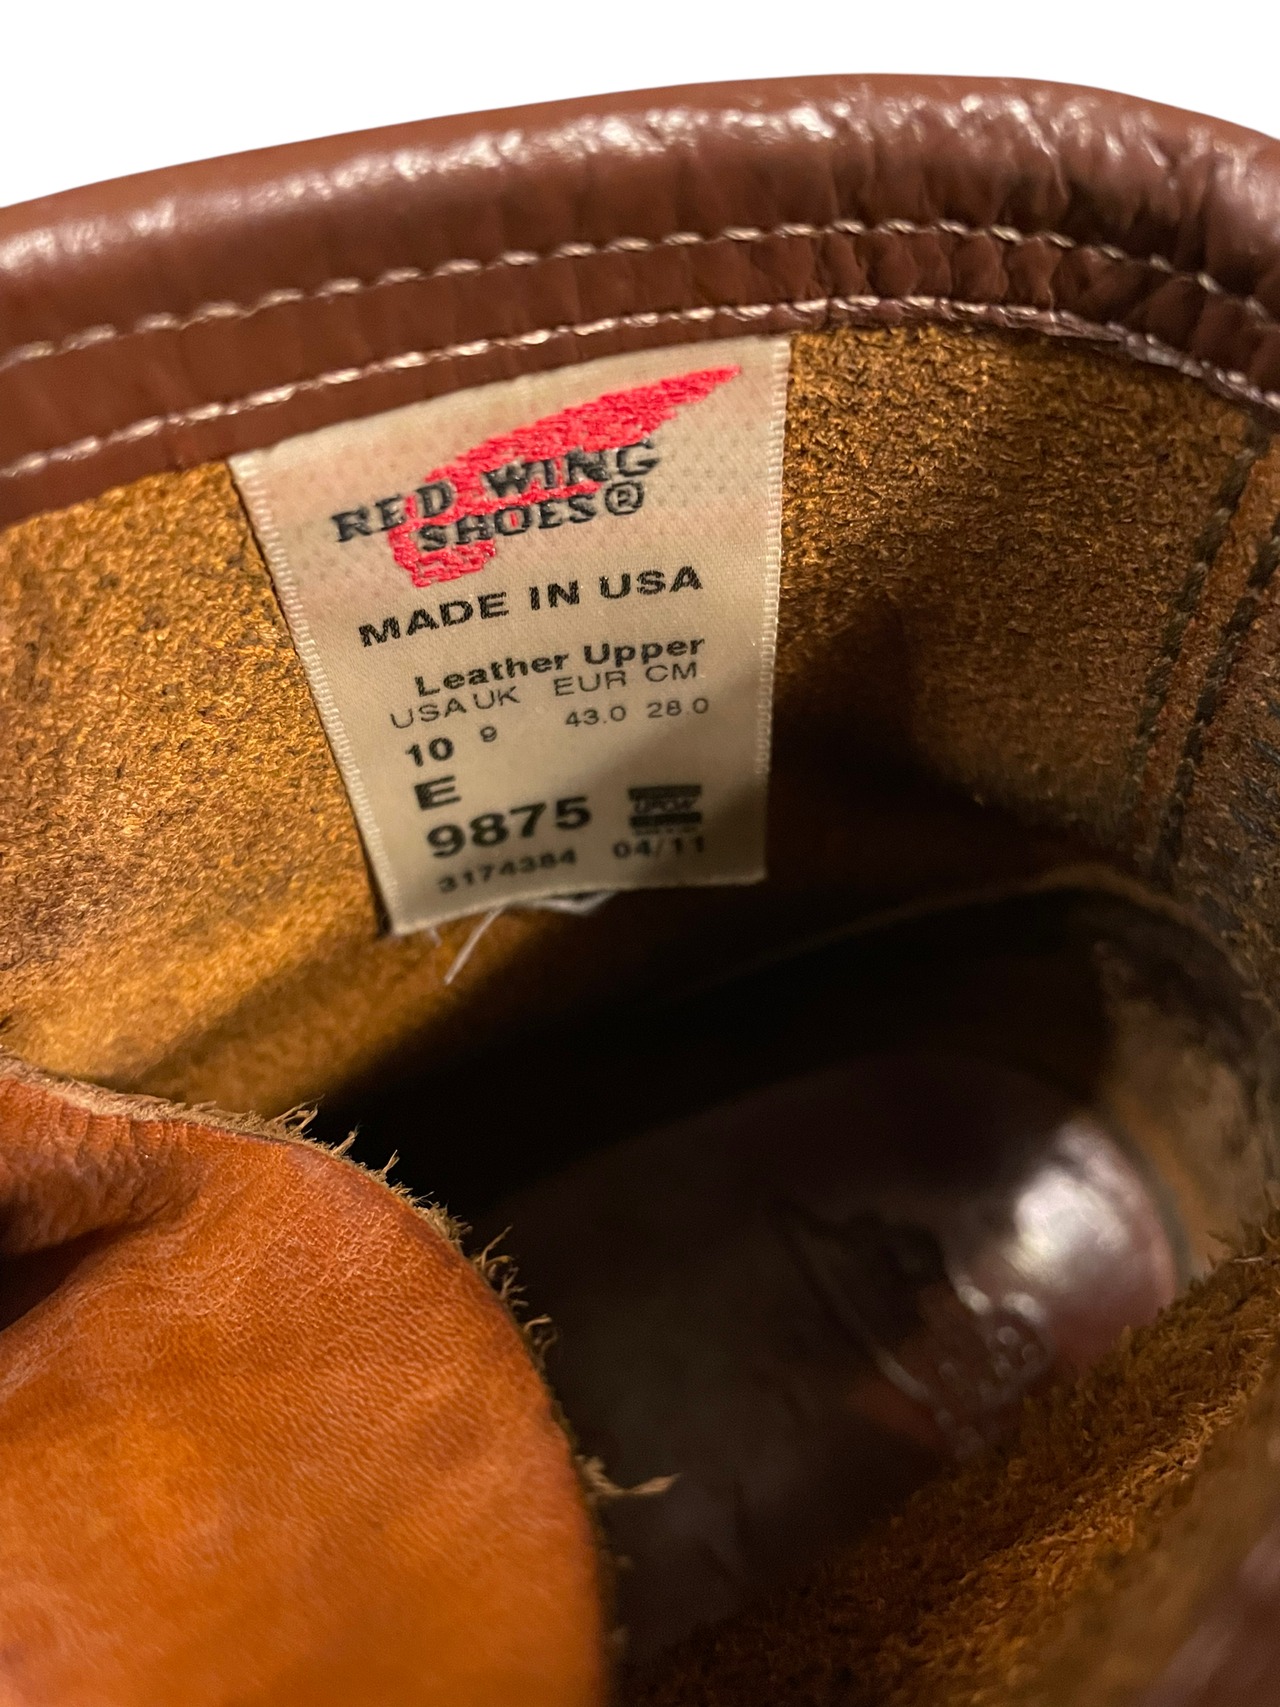 RED WING
SHOES®
MADE IN USA
Leather Upper
USA UK EUR CM
10 9 43.0 28.0
E
9875
UFCW
3174384 04/11